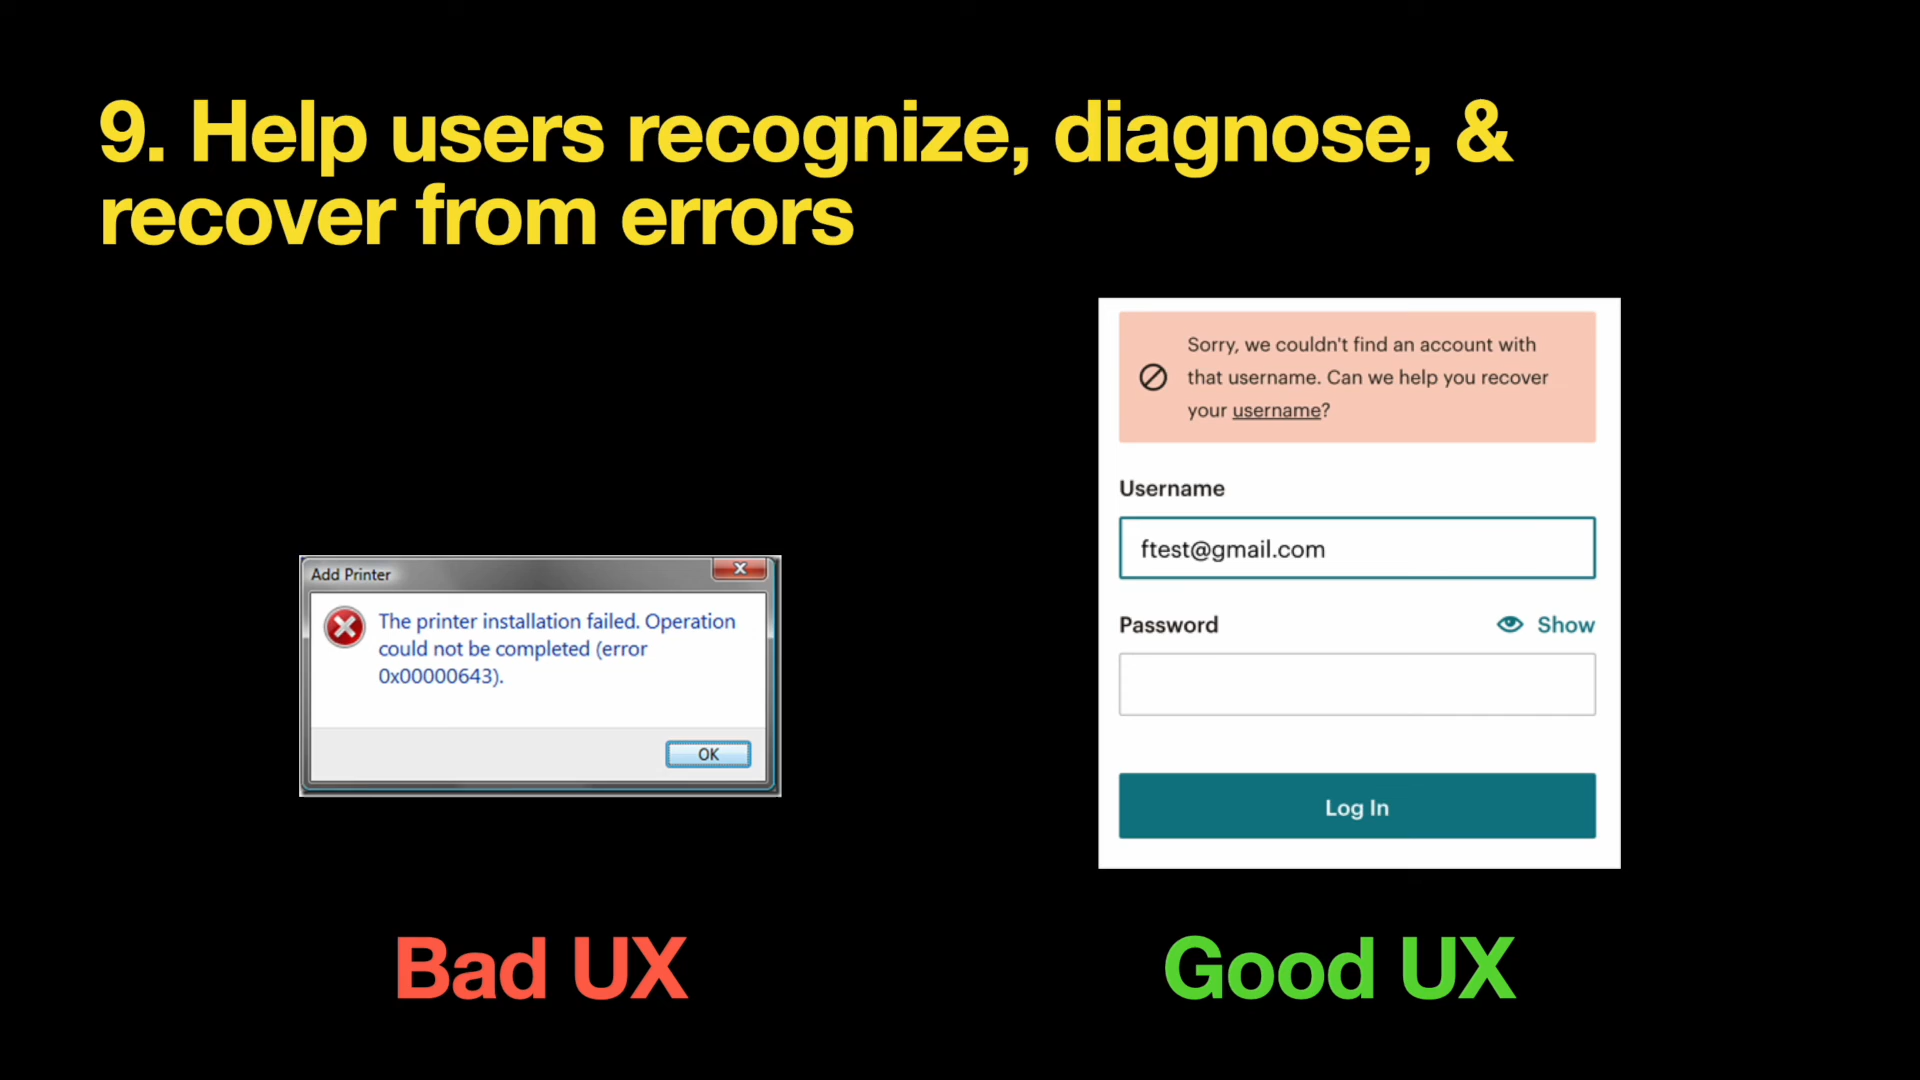 9. Help users recognize, diagnose, &
recover from errors
Add Printer
The printer installation failed. Operation
could not be completed (error
0x00000643).
OK
Bad UX
Sorry, we couldn't find an account with
that username. Can we help you recover
your username?
Username
ftest@gmail.com
Password
Show
Log In
Good UX